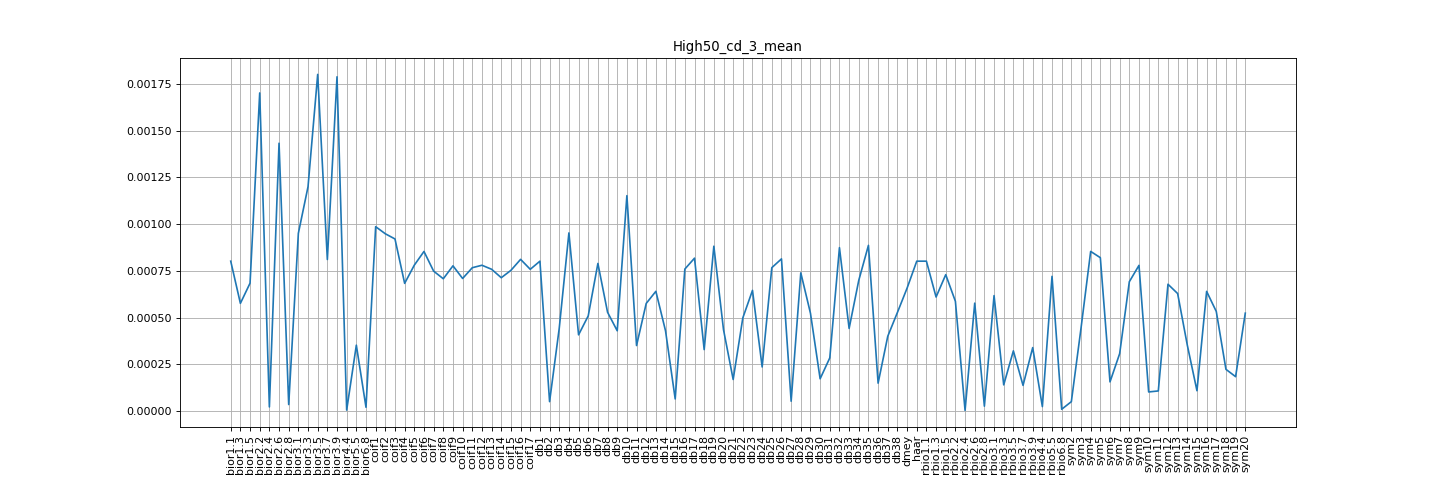 High50_cd_3_mean
0.00175
0.00150
0.00125
0.00100
0.00075
0.00050
0.00025
0.00000
bior1.1
bior1.3
bior1.5
bior2.2
bior2.4
bior2.6
bior2.8
bior3.1
bior3.3
bior3.5
bior3.7
bior3.9
bior4.4
bior5.5
bior6.8
coif1
coif2
coif3
coif4
coif5
coif6
coif7
coif8
coif9
coif10
coif11
coif12
coif13
coif14
coif15
coif16
coif17
db1
db2
db3
db4
db5
db6
db7
db8
db9
db10
db11
db12
db13
db14
db15
db16
db17
db18
db19
db20
db21
db22
db23
db24
db25
db26
db27
db28
db29
db30
db31
db32
db33
db34
db35
db36
db37
db38
dmey
haar
rbio1.1
rbio1.3
rbio1.5
rbio2.2
rbio2.4
rbio2.6
rbio2.8
rbio3.1
rbio3.3
rbio3.5
rbio3.7
rbio3.9
rbio4.4
rbio5.5
rbio6.8
sym2
sym3
sym4
sym5
sym6
sym7
sym8
sym9
sym10
sym11
sym12
sym13
sym14
sym15
sym16
sym17
sym18
sym19
sym20